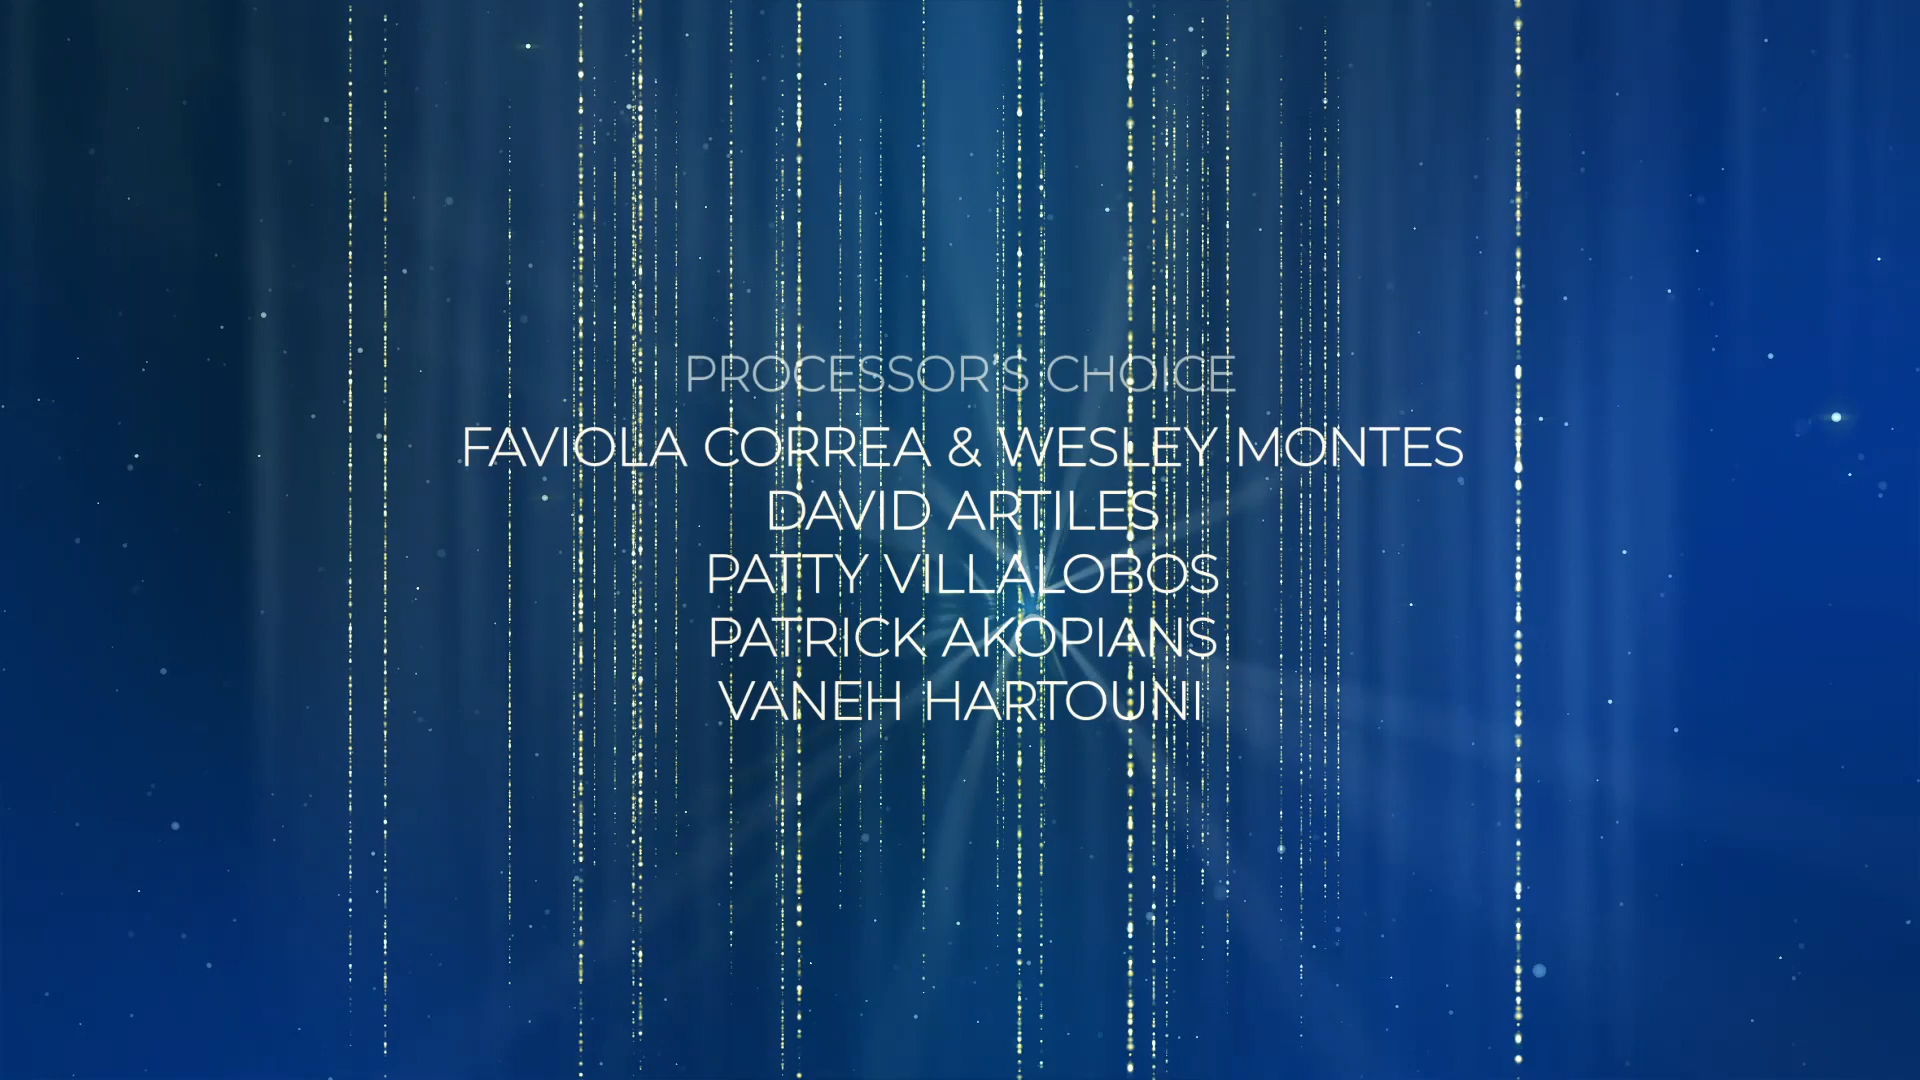 PROCESSOR'S CHOICE
FAVIOLA CORREA & WESLEY MONTES
DAVID ARTILES
PATTY VILLALOBOS
PATRICK AKOPIANS
VANEH HARTOUNI